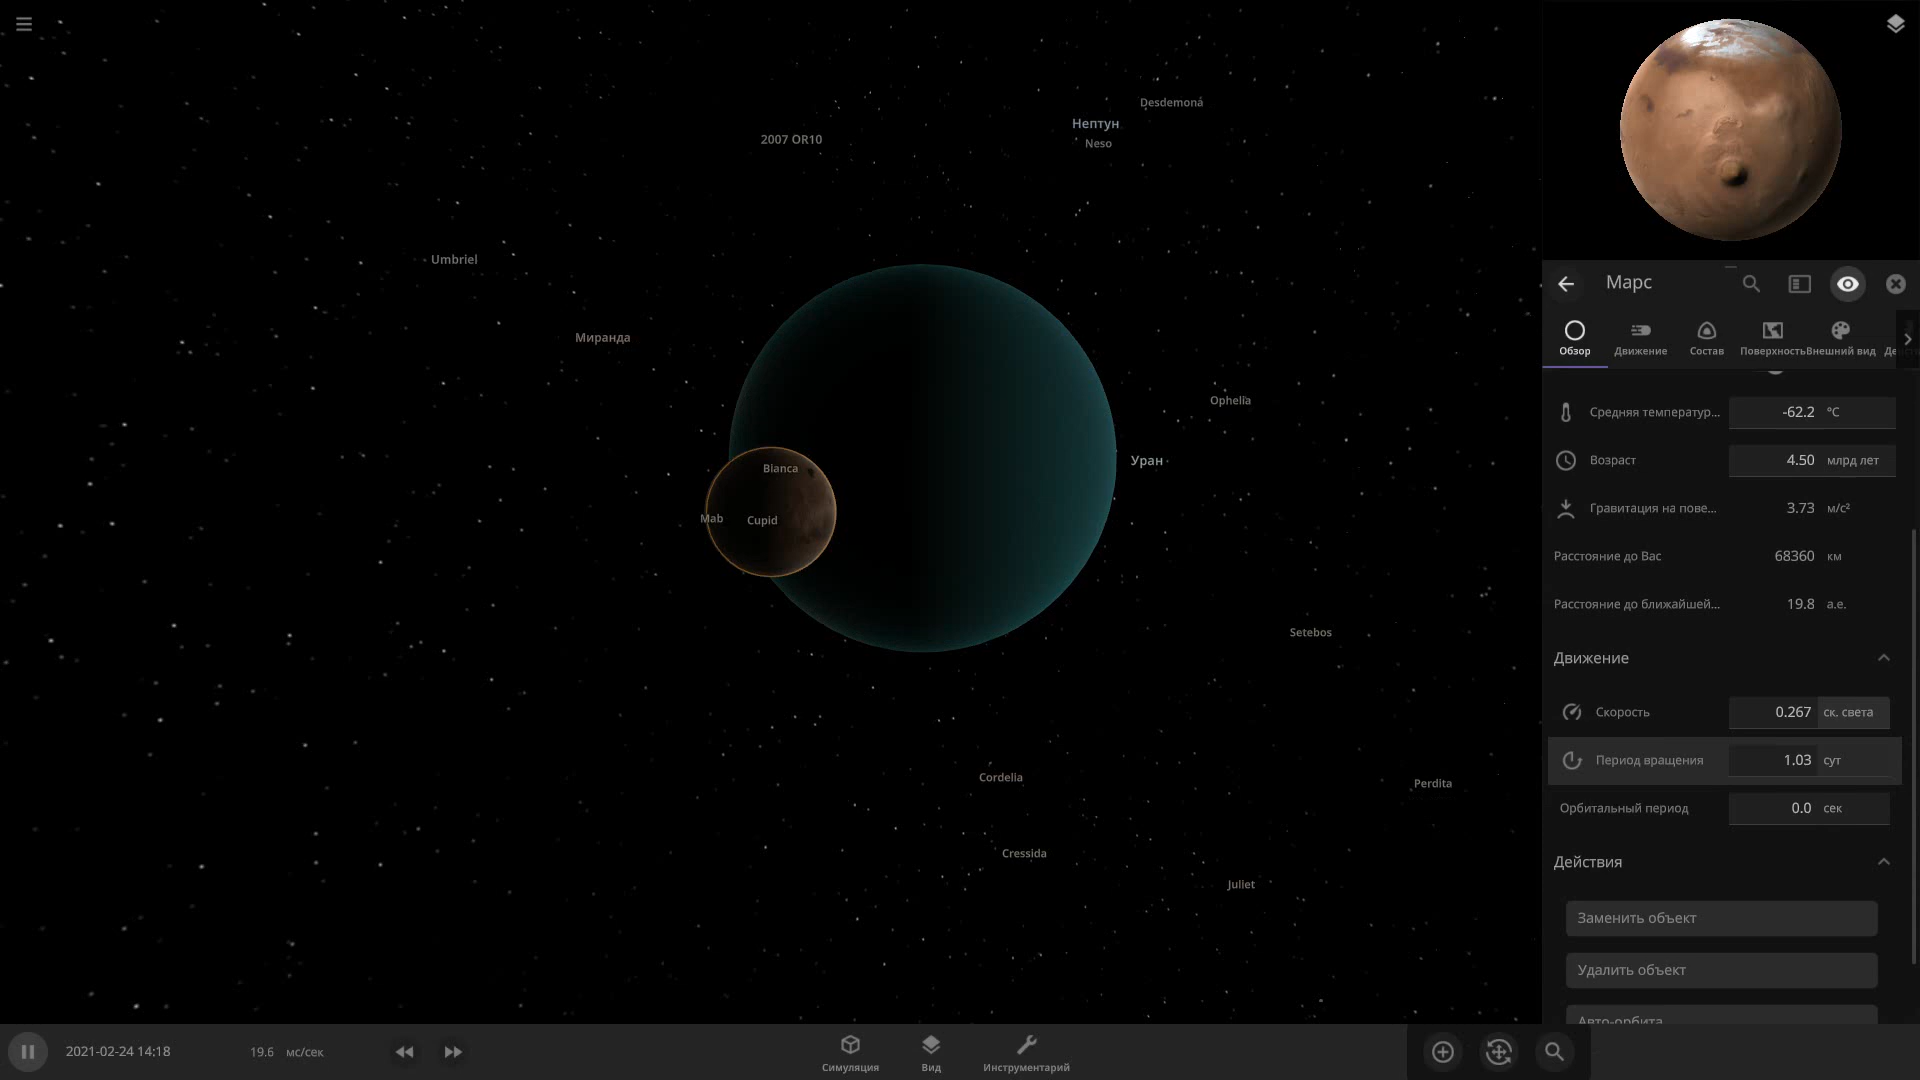 Desdemona
Нептун
Neso
2007 OR10
Umbriel
Миранда
Ophelia
Уран
Bianca
Mab
Cupid
Setebos
Cordelia
Perdita
Cressida
Juliet
Марс
Обзор
Движение
Состав
Поверхность
Внешний вид
Средняя температур... -62.2 °C
Возраст 4.50 млрд лет
Гравитация на пове... 3.73 м/с²
Расстояние до Вас 68360 км
Расстояние до ближайшей... 19.8 а.е.
Движение
Скорость 0.267 ск. света
Период вращения 1.03 сут
Орбитальный период 0.0 сек
Действия
Заменить объект
Удалить объект
Авто-орбита
2021-02-24 14:18
19.6 мс/сек
Симуляция
Вид
Инструментарий